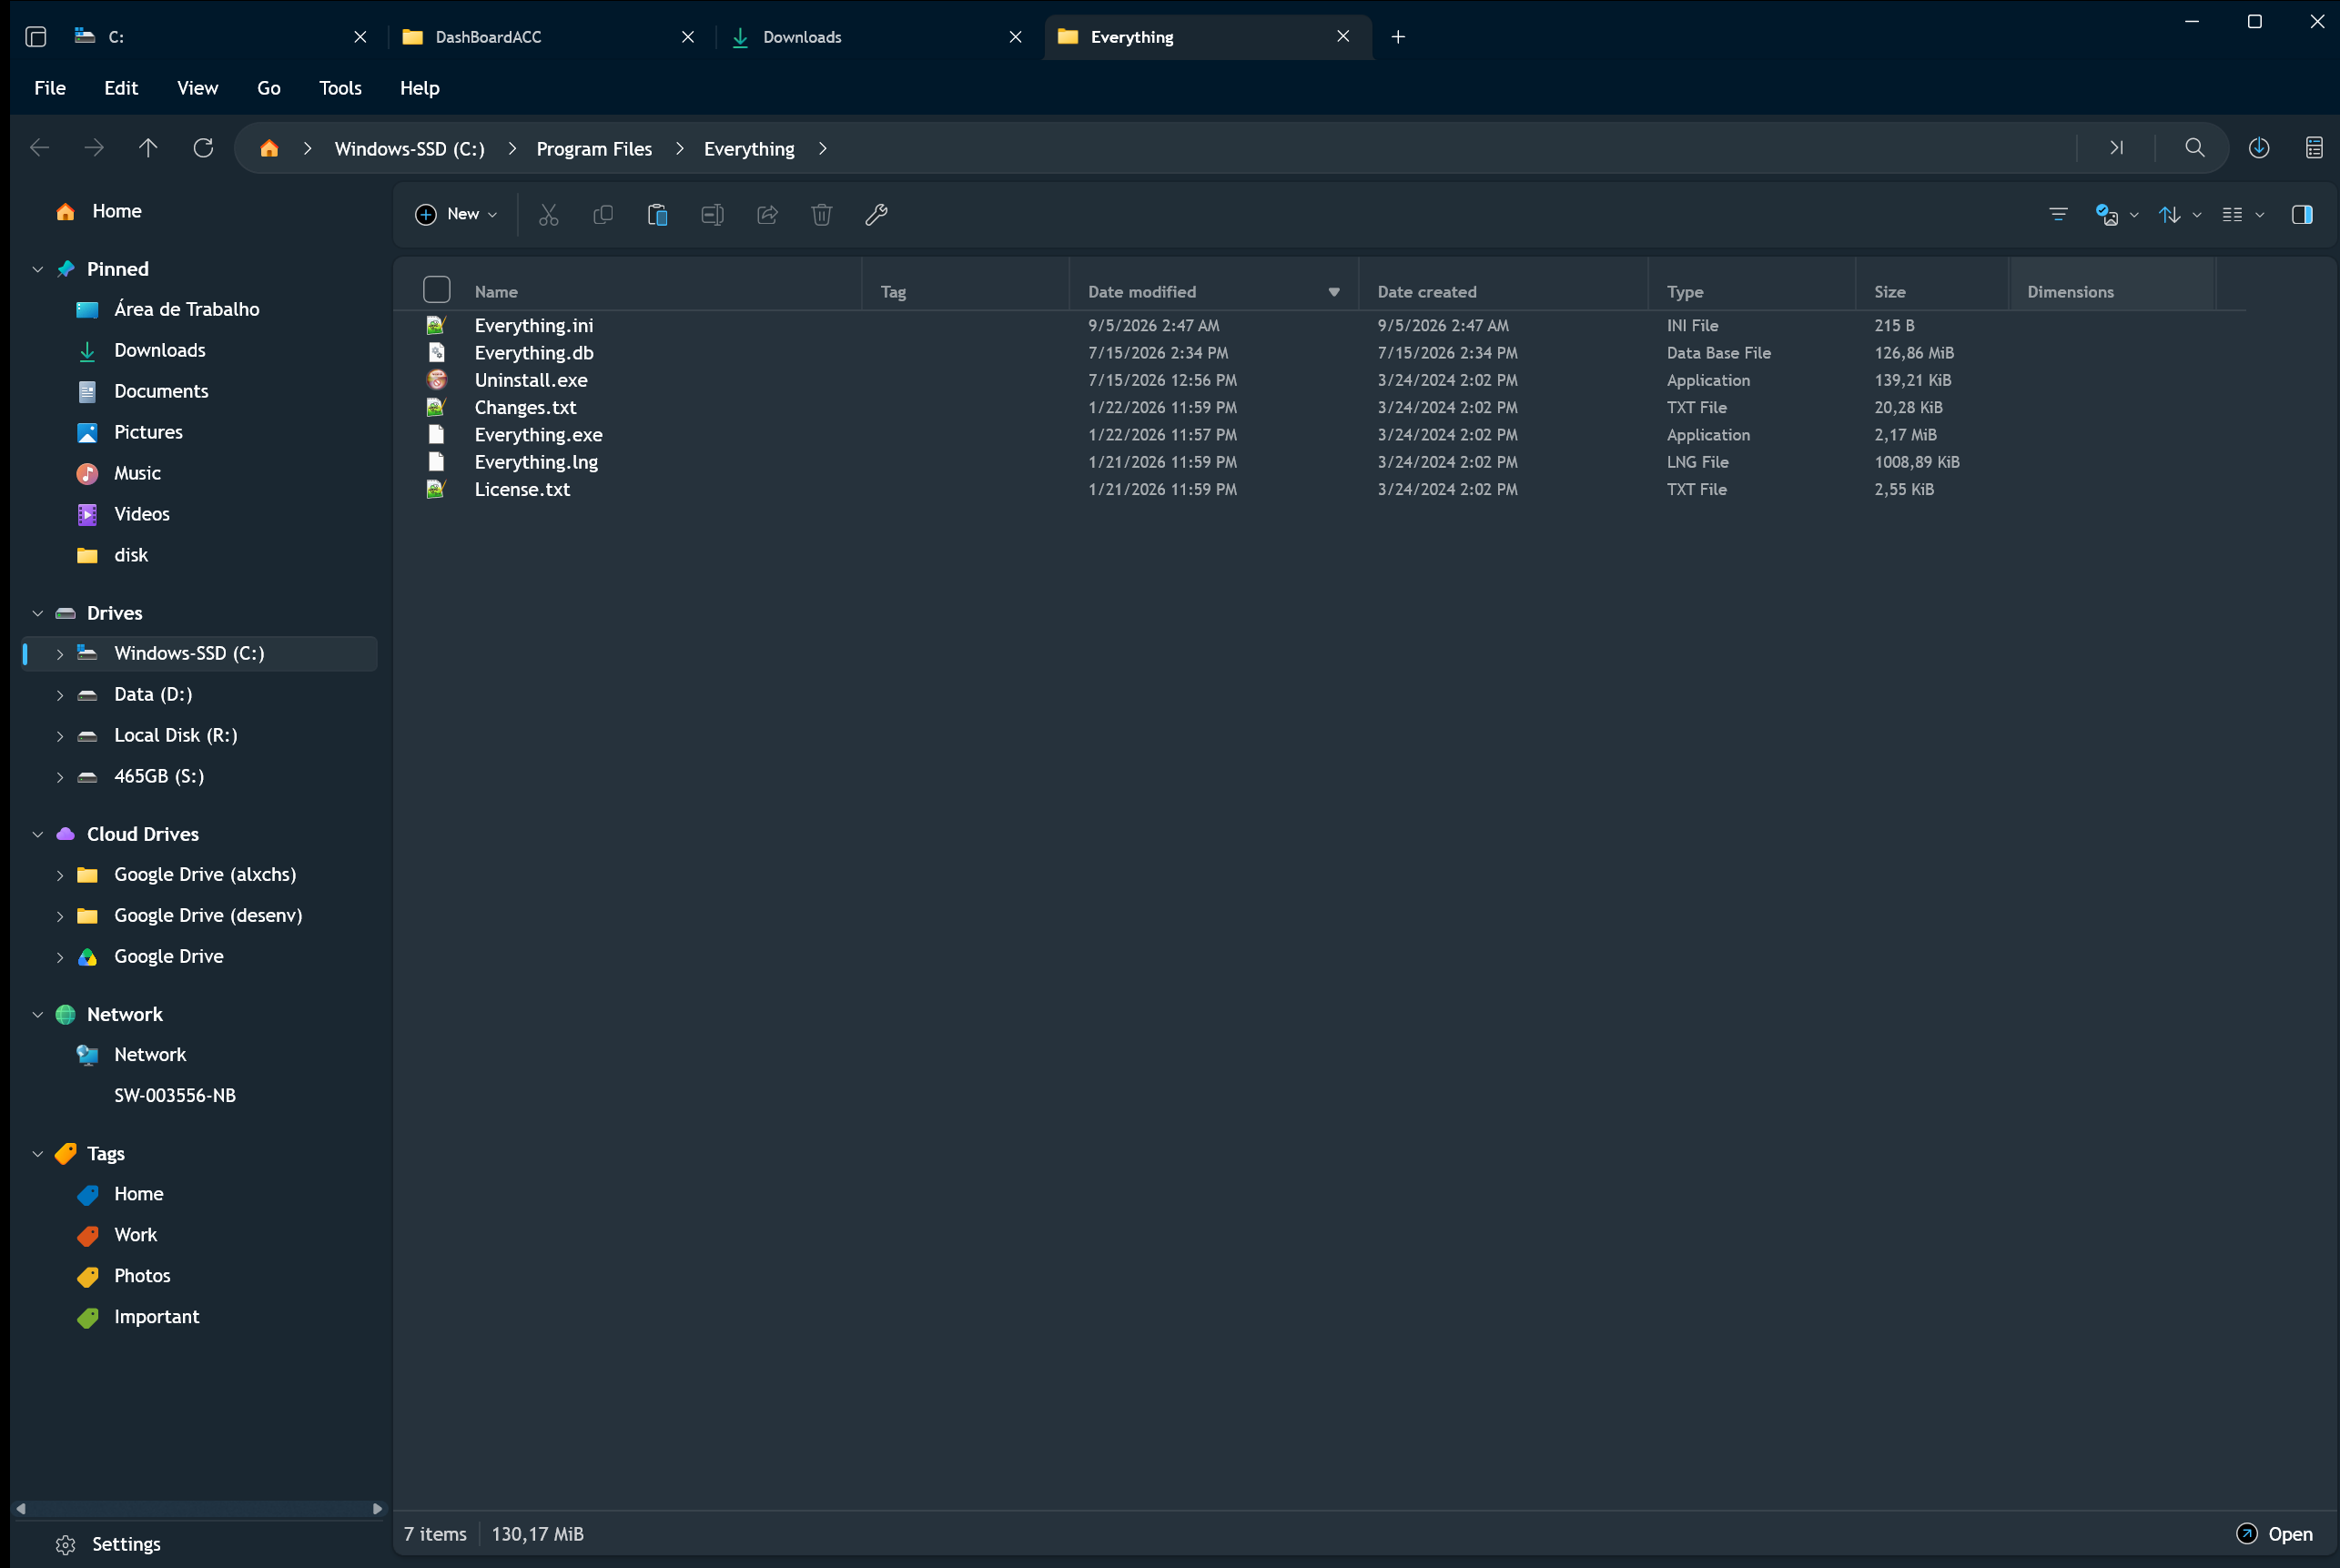 C:
DashBoardACC
Downloads
Everything
File Edit View Go Tools Help
Windows-SSD (C:) Program Files Everything
Home
Pinned
Área de Trabalho
Downloads
Documents
Pictures
Music
Videos
disk
Drives
Windows-SSD (C:)
Data (D:)
Local Disk (R:)
465GB (S:)
Cloud Drives
Google Drive (alxchs)
Google Drive (desenv)
Google Drive
Network
Network
SW-003556-NB
Tags
Home
Work
Photos
Important
Settings
New
Name Tag Date modified Date created Type Size Dimensions
Everything.ini 9/5/2026 2:47 AM 9/5/2026 2:47 AM INI File 215 B
Everything.db 7/15/2026 2:34 PM 7/15/2026 2:34 PM Data Base File 126,86 MiB
Uninstall.exe 7/15/2026 12:56 PM 3/24/2024 2:02 PM Application 139,21 KiB
Changes.txt 1/22/2026 11:59 PM 3/24/2024 2:02 PM TXT File 20,28 KiB
Everything.exe 1/22/2026 11:57 PM 3/24/2024 2:02 PM Application 2,17 MiB
Everything.lng 1/21/2026 11:59 PM 3/24/2024 2:02 PM LNG File 1008,89 KiB
License.txt 1/21/2026 11:59 PM 3/24/2024 2:02 PM TXT File 2,55 KiB
7 items 130,17 MiB
Open